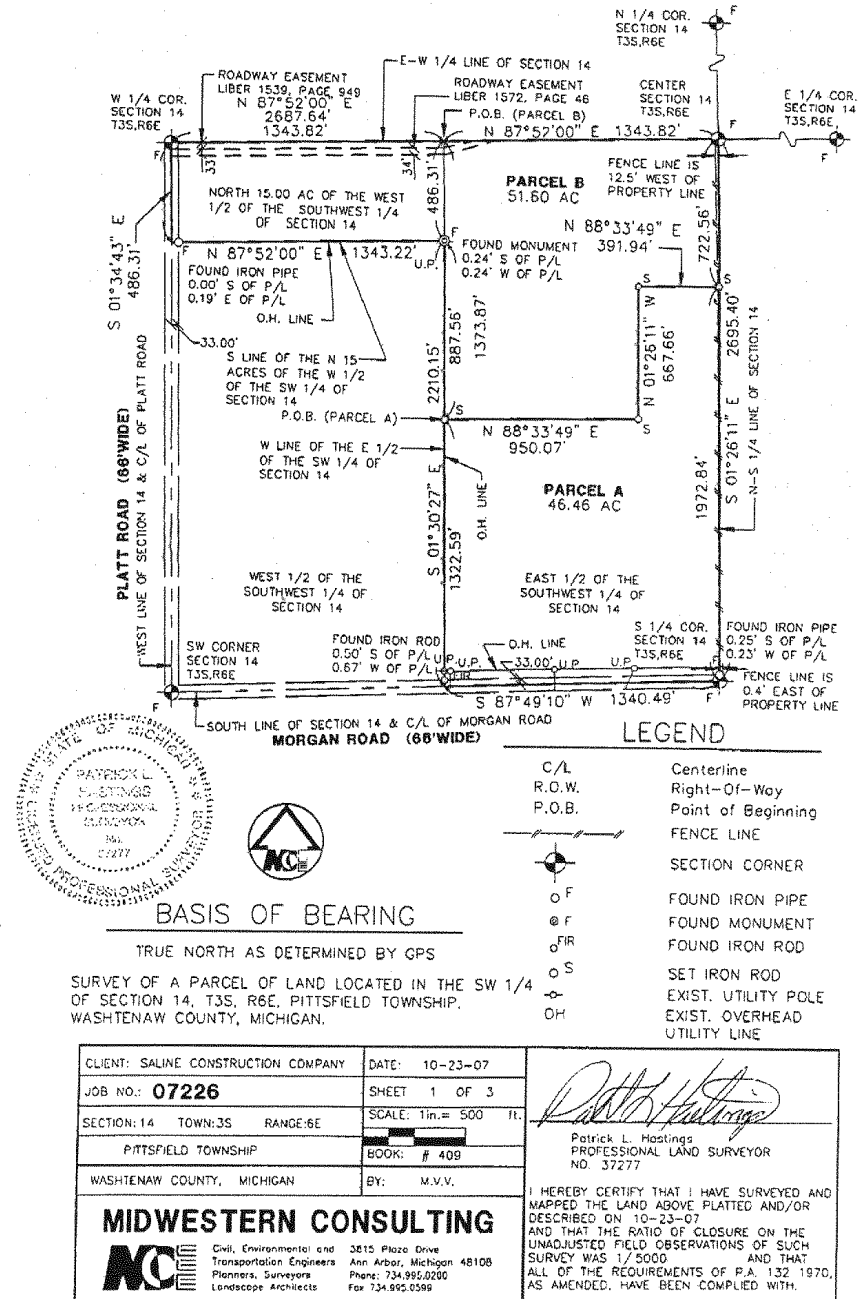 N 1/4 COR.
SECTION 14
T3S,R6E
F
E-W 1/4 LINE OF SECTION 14
ROADWAY EASEMENT
LIBER 1539, PAGE 949
N 87°52'00" E
2687.64'
1343.82'
ROADWAY EASEMENT
LIBER 1572, PAGE 46
P.O.B. (PARCEL B)
N 87°52'00" E 1343.82'
CENTER
SECTION 14
T3S,R6E
F
E 1/4 COR.
SECTION 14
T3S,R6E,
F
W 1/4 COR.
SECTION 14
T3S,R6E
F
33'
34'
486.31'
NORTH 15.00 AC OF THE WEST
1/2 OF THE SOUTHWEST 1/4
OF SECTION 14
PARCEL B
51.60 AC
FENCE LINE IS
12.5' WEST OF
PROPERTY LINE
S 01°34'43" E
486.31'
F
N 87°52'00" E 1343.22'
U.P.
F
FOUND MONUMENT
0.24' S OF P/L
0.24' W OF P/L
N 88°33'49" E
391.94'
722.56'
FOUND IRON PIPE
0.00' S OF P/L
0.19' E OF P/L
O.H. LINE
33.00'
S LINE OF THE N 15
ACRES OF THE W 1/2
OF THE SW 1/4 OF
SECTION 14
2210.15'
887.56'
1373.87'
S
S
N 01°26'11" W
667.66'
2695.40'
P.O.B. (PARCEL A)
S
S
N 88°33'49" E
950.07'
W LINE OF THE E 1/2
OF THE SW 1/4 OF
SECTION 14
S 01°30'27" E
1322.59'
O.H. LINE
PARCEL A
46.46 AC
1972.84'
S 01°26'11" E
N-S 1/4 LINE OF SECTION 14
PLATT ROAD (66'WIDE)
WEST LINE OF SECTION 14 & C/L OF PLATT ROAD
WEST 1/2 OF THE
SOUTHWEST 1/4 OF
SECTION 14
EAST 1/2 OF THE
SOUTHWEST 1/4 OF
SECTION 14
SW CORNER
SECTION 14
T3S,R6E
F
FOUND IRON ROD
0.50' S OF P/L
0.67' W OF P/L
U.P.
U.P.
FIR
O.H. LINE
33.00'
U.P.
U.P.
S 1/4 COR.
SECTION 14
T3S,R6E
F
F
FOUND IRON PIPE
0.25' S OF P/L
0.23' W OF P/L
FENCE LINE IS
0.4' EAST OF
PROPERTY LINE
S 87°49'10" W 1340.49'
SOUTH LINE OF SECTION 14 & C/L OF MORGAN ROAD
MORGAN ROAD (66'WIDE)
STATE OF MICHIGAN
PATRICK L.
HASTINGS
PROFESSIONAL
SURVEYOR
No.
PROFESSIONAL SURVEYOR
MCE
LEGEND
C/L Centerline
R.O.W. Right-Of-Way
P.O.B. Point of Beginning
FENCE LINE
SECTION CORNER
F FOUND IRON PIPE
F FOUND MONUMENT
FIR FOUND IRON ROD
S SET IRON ROD
EXIST. UTILITY POLE
OH EXIST. OVERHEAD
UTILITY LINE
BASIS OF BEARING
TRUE NORTH AS DETERMINED BY GPS
SURVEY OF A PARCEL OF LAND LOCATED IN THE SW 1/4
OF SECTION 14, T3S, R6E, PITTSFIELD TOWNSHIP,
WASHTENAW COUNTY, MICHIGAN.
CLIENT: SALINE CONSTRUCTION COMPANY
DATE: 10-23-07
JOB NO.: 07226
SHEET 1 OF 3
SECTION: 14 TOWN:3S RANGE:6E
SCALE: 1in.= 500 ft.
PITTSFIELD TOWNSHIP
BOOK: # 409
WASHTENAW COUNTY, MICHIGAN
BY: M.V.V.
Patrick L. Hastings
Patrick L. Hastings
PROFESSIONAL LAND SURVEYOR
NO. 37277
I HEREBY CERTIFY THAT I HAVE SURVEYED AND
MAPPED THE LAND ABOVE PLATTED AND/OR
DESCRIBED ON 10-23-07
AND THAT THE RATIO OF CLOSURE ON THE
UNADJUSTED FIELD OBSERVATIONS OF SUCH
SURVEY WAS 1/5000 AND THAT
ALL OF THE REQUIREMENTS OF P.A. 132 1970,
AS AMENDED, HAVE BEEN COMPLIED WITH.
MIDWESTERN CONSULTING
MCE
Civil, Environmental and
Transportation Engineers
Planners, Surveyors
Landscape Architects
3815 Plaza Drive
Ann Arbor, Michigan 48108
Phone: 734.995.0200
Fax 734.995.0599